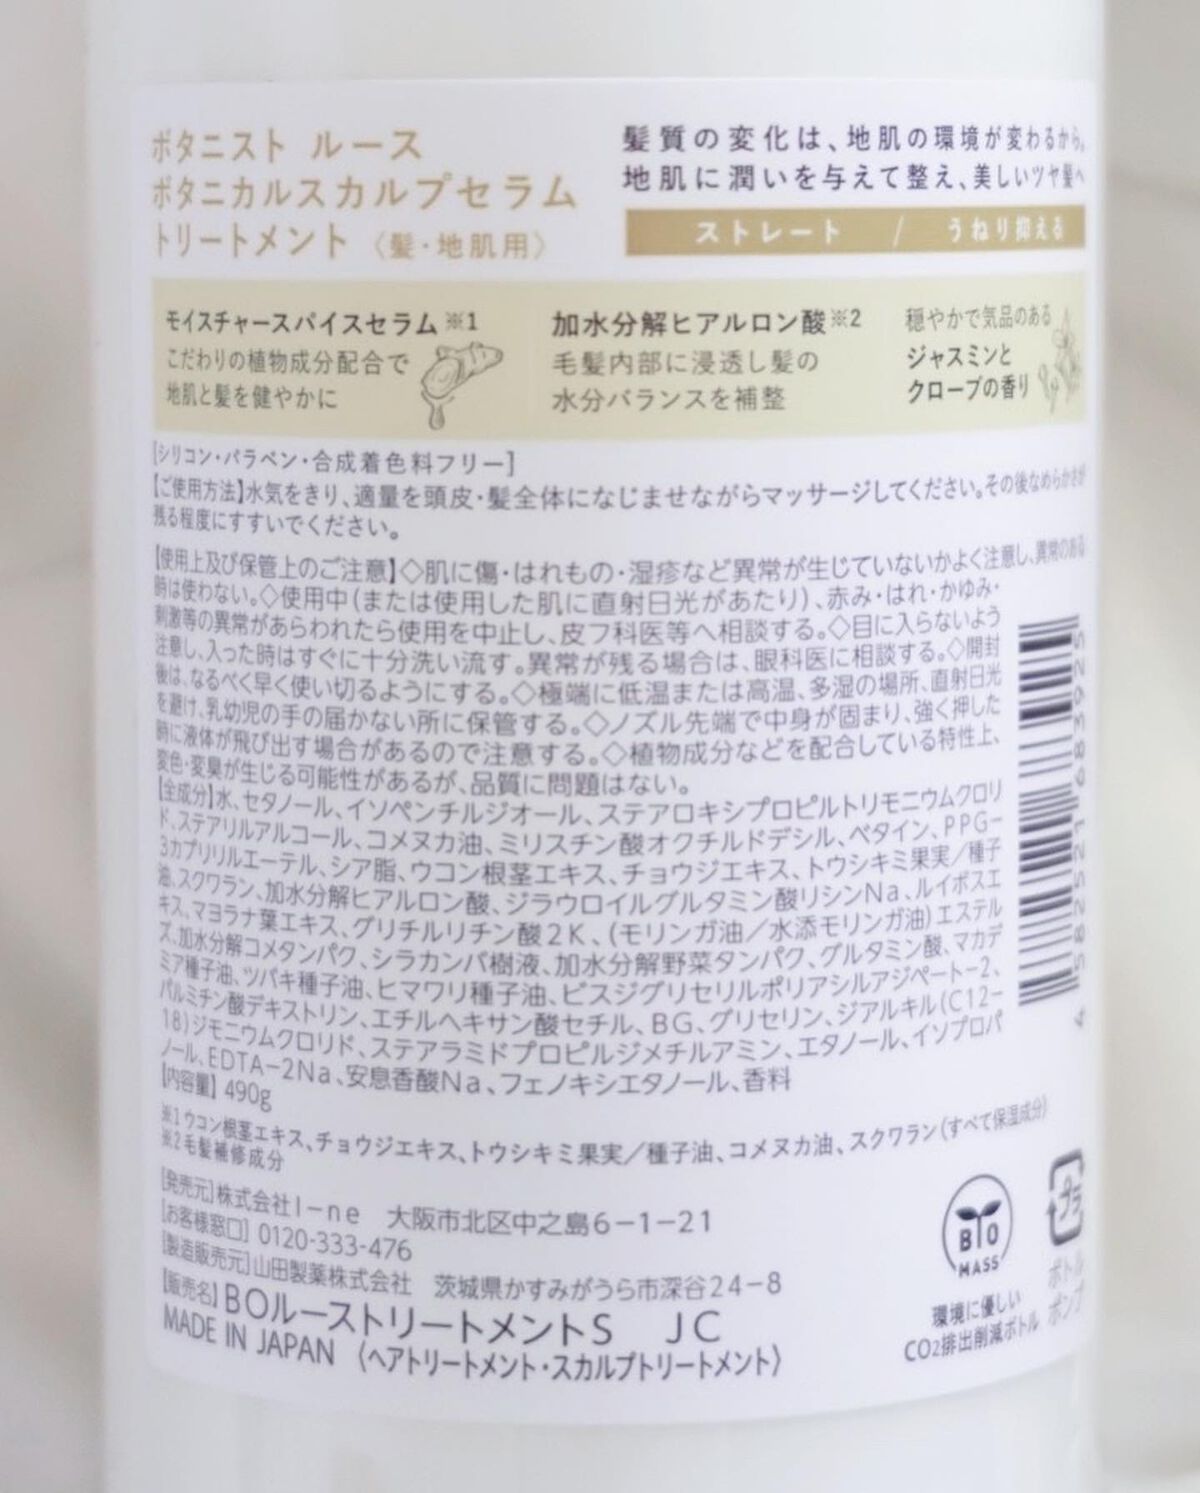 ボタニスト ルース
ボタニカルスカルプセラム
トリートメント〈髪・地肌用〉
髪質の変化は、地肌の環境が変わるから。
地肌に潤いを与えて整え、美しいツヤ髪へ
ストレート / うねり抑える
モイスチャースパイスセラム※1
こだわりの植物成分配合で
地肌と髪を健やかに
加水分解ヒアルロン酸※2
毛髪内部に浸透し髪の
水分バランスを補整
穏やかで気品のある
ジャスミンと
クローブの香り
[シリコン・パラベン・合成着色料フリー]
【ご使用方法】水気をきり、適量を頭皮・髪全体になじませながらマッサージしてください。その後なめらかさが
残る程度にすすいでください。
【使用上及び保管上のご注意】◇肌に傷・はれもの・湿疹など異常が生じていないかよく注意し、異常のある
時は使わない。◇使用中(または使用した肌に直射日光があたり)、赤み・はれ・かゆみ・
刺激等の異常があらわれたら使用を中止し、皮フ科医等へ相談する。◇目に入らないよう
注意し、入った時はすぐに十分洗い流す。異常が残る場合は、眼科医に相談する。◇開封
後は、なるべく早く使い切るようにする。◇極端に低温または高温、多湿の場所、直射日光
を避け、乳幼児の手の届かない所に保管する。◇ノズル先端で中身が固まり、強く押した
時に液体が飛び出す場合があるので注意する。◇植物成分などを配合している特性上、
変色・変臭が生じる可能性があるが、品質に問題はない。
【全成分】水、セタノール、イソペンチルジオール、ステアロキシプロピルトリモニウムクロリ
ド、ステアリルアルコール、コメヌカ油、ミリスチン酸オクチルドデシル、ベタイン、PPG-
3カプリリルエーテル、シア脂、ウコン根茎エキス、チョウジエキス、トウシキミ果実/種子
油、スクワラン、加水分解ヒアルロン酸、ジラウロイルグルタミン酸リシンNa、ルイボスエ
キス、マヨラナ葉エキス、グリチルリチン酸2K、(モリンガ油/水添モリンガ油)エステル
ズ、加水分解コメタンパク、シラカンバ樹液、加水分解野菜タンパク、グルタミン酸、マカデ
ミア種子油、ツバキ種子油、ヒマワリ種子油、ビスジグリセリルポリアシルアジペート-2、
パルミチン酸デキストリン、エチルヘキサン酸セチル、BG、グリセリン、ジアルキル(C12-
18)ジモニウムクロリド、ステアラミドプロピルジメチルアミン、エタノール、イソプロパ
ノール、EDTA-2Na、安息香酸Na、フェノキシエタノール、香料
【内容量】490g
※1ウコン根茎エキス、チョウジエキス、トウシキミ果実/種子油、コメヌカ油、スクワラン(すべて保湿成分)
※2毛髪補修成分
[発売元]株式会社I-ne 大阪市北区中之島6-1-21
[お客様窓口] 0120-333-476
[製造販売元]山田製薬株式会社 茨城県かすみがうら市深谷24-8
【販売名】BOルーストリートメントS JC
MADE IN JAPAN 〈ヘアトリートメント・スカルプトリートメント〉
4 582521 683925
BIO
MASS
環境に優しい
CO2排出削減ボトル
プラ
ボトル
ポンプ